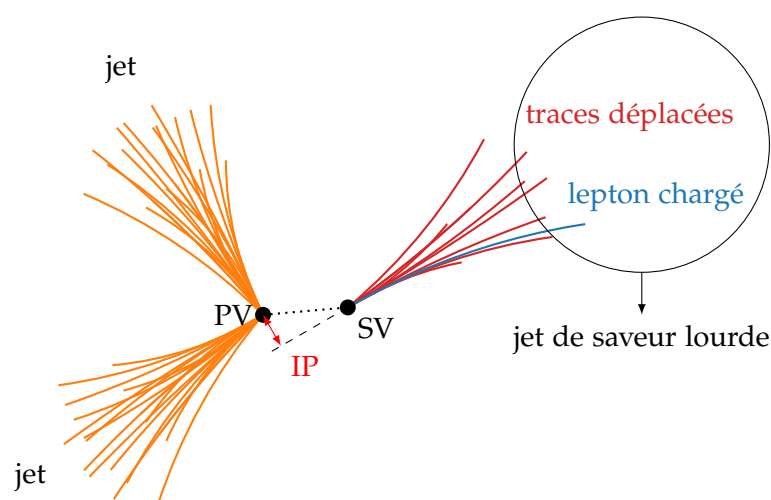 jet
traces déplacées
lepton chargé
PV
SV
jet de saveur lourde
IP
jet